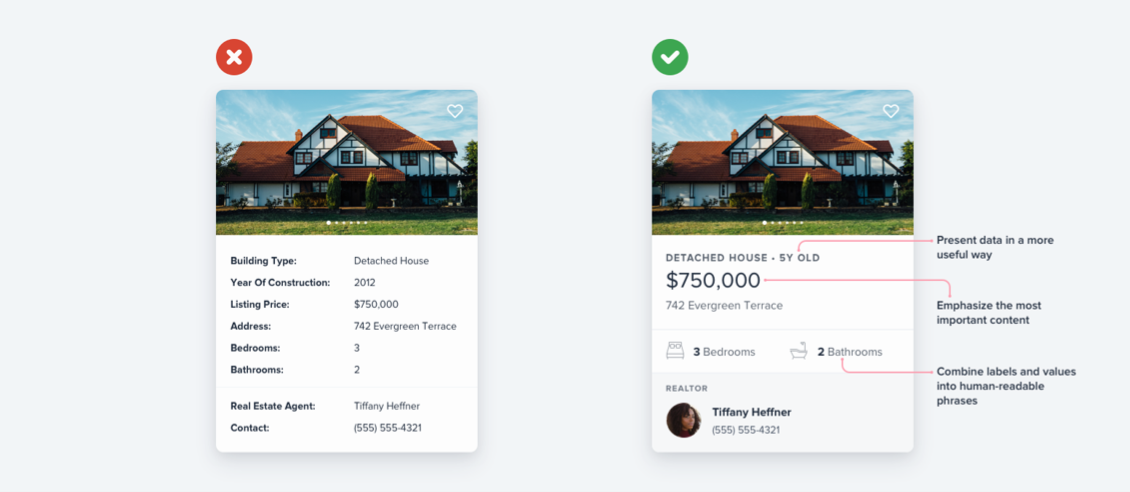 Building Type: Detached House
Year Of Construction: 2012
Listing Price: $750,000
Address: 742 Evergreen Terrace
Bedrooms: 3
Bathrooms: 2
Real Estate Agent: Tiffany Heffner
Contact: (555) 555-4321
DETACHED HOUSE • 5Y OLD
$750,000
742 Evergreen Terrace
3 Bedrooms
2 Bathrooms
REALTOR
Tiffany Heffner
(555) 555-4321
Present data in a more
useful way
Emphasize the most
important content
Combine labels and values
into human-readable
phrases